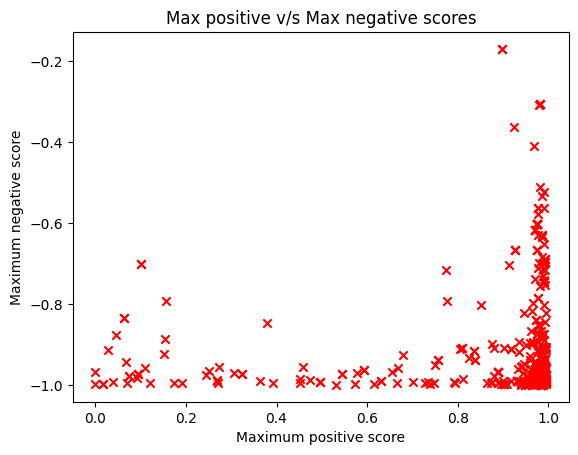 Max positive v/s Max negative scores
Maximum negative score
−0.2
−0.4
−0.6
−0.8
−1.0
0.0 0.2 0.4 0.6 0.8 1.0
Maximum positive score